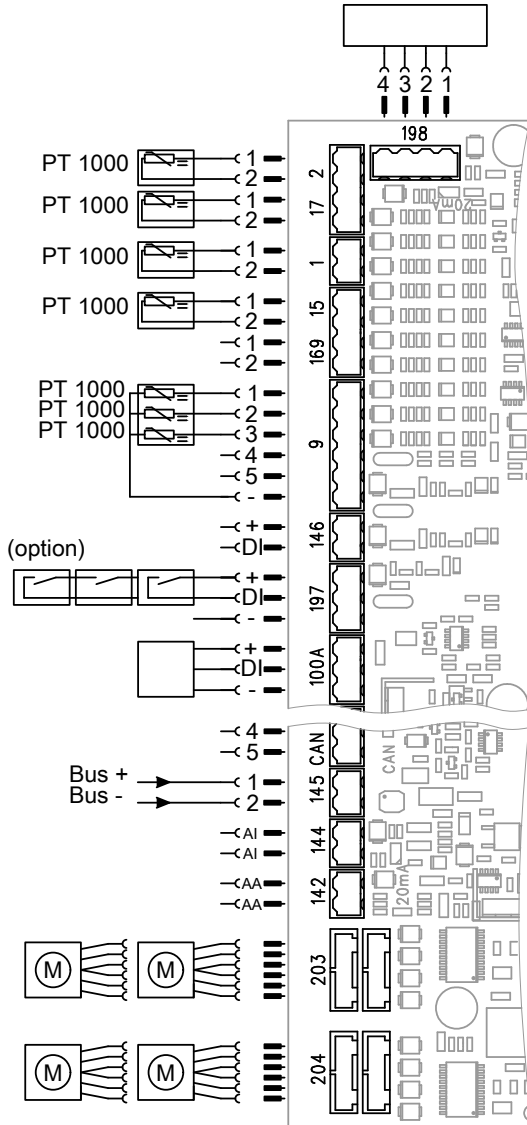 4 3 2 1
198
PT 1000 1
2
2
PT 1000 1
2
17
20mA
PT 1000 1
2
1
PT 1000 1
2
15
1
2
169
PT 1000 1
PT 1000 2
PT 1000 3
4
5
-
9
+
DI
146
(option)
+
DI
-
197
+
DI
-
100A
4
5
CAN
CAN
Bus + 1
Bus - 2
145
AI
AI
144
AA
AA
142
20mA
M M
203
M M
204